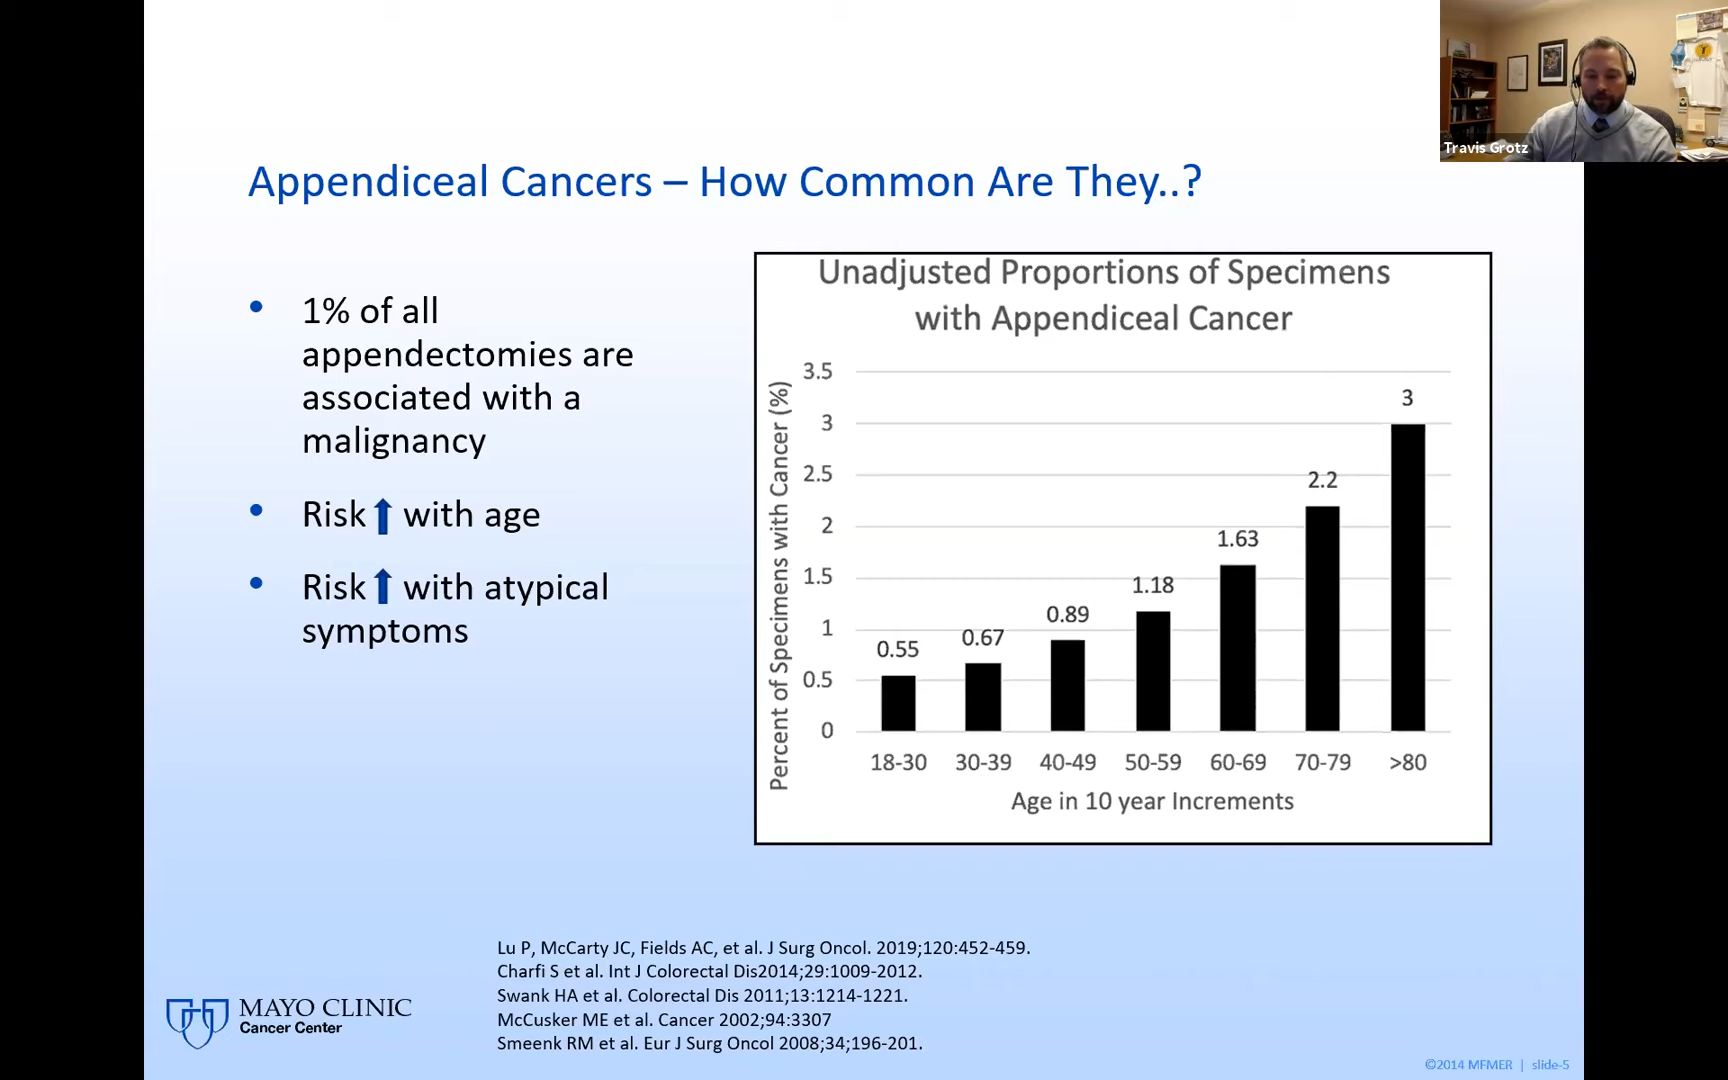 Travis Grotz
Appendiceal Cancers – How Common Are They..?
• 1% of all
appendectomies are
associated with a
malignancy
• Risk ⬆ with age
• Risk ⬆ with atypical
symptoms
Unadjusted Proportions of Specimens
with Appendiceal Cancer
Percent of Specimens with Cancer (%)
3.5
3
2.5
2
1.5
1
0.5
0
0.55
0.67
0.89
1.18
1.63
2.2
3
18-30 30-39 40-49 50-59 60-69 70-79 >80
Age in 10 year Increments
Lu P, McCarty JC, Fields AC, et al. J Surg Oncol. 2019;120:452-459.
Charfi S et al. Int J Colorectal Dis2014;29:1009-2012.
Swank HA et al. Colorectal Dis 2011;13:1214-1221.
McCusker ME et al. Cancer 2002;94:3307
Smeenk RM et al. Eur J Surg Oncol 2008;34;196-201.
MAYO CLINIC
Cancer Center
©2014 MFMER | slide-5